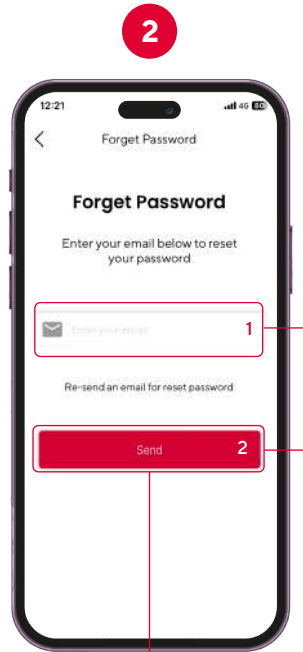 2
12:21
4G 80
Forget Password
Forget Password
Enter your email below to reset
your password
Enter your email
1
Re-send an email for reset password
Send
2